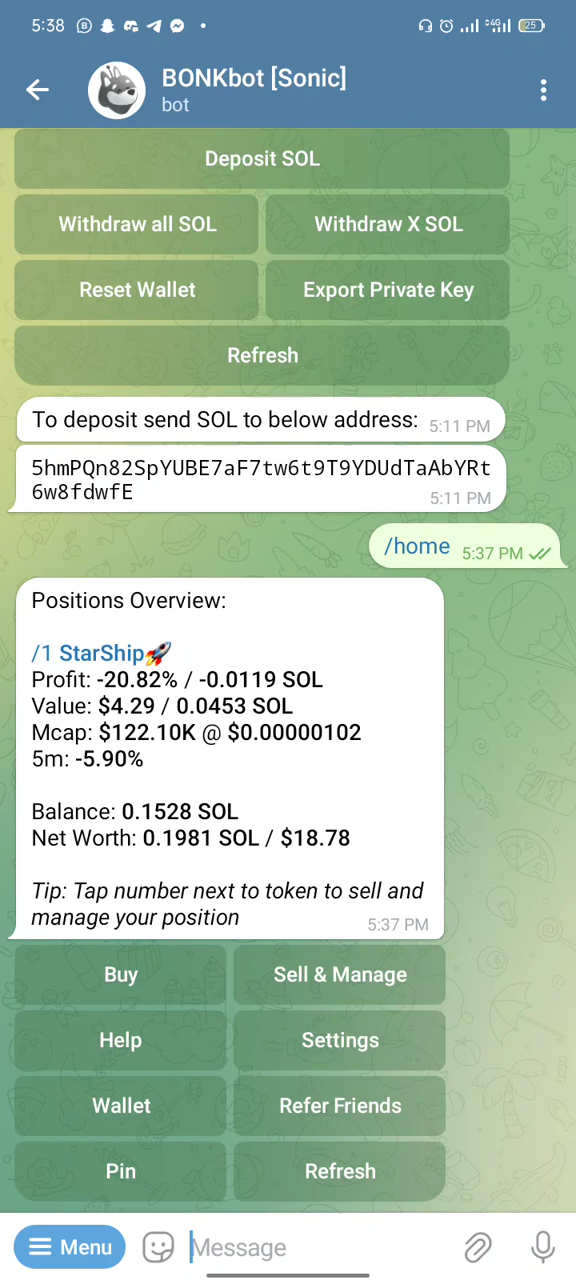 5:38
4G
25
BONKbot [Sonic]
bot
Deposit SOL
Withdraw all SOL
Withdraw X SOL
Reset Wallet
Export Private Key
Refresh
To deposit send SOL to below address: 5:11 PM
5hmPQn82SpYUBE7aF7tw6t9T9YDUdTaAbYRt
6w8fdwfE 5:11 PM
/home 5:37 PM
Positions Overview:
/1 StarShip🚀
Profit: -20.82% / -0.0119 SOL
Value: $4.29 / 0.0453 SOL
Mcap: $122.10K @ $0.00000102
5m: -5.90%
Balance: 0.1528 SOL
Net Worth: 0.1981 SOL / $18.78
Tip: Tap number next to token to sell and
manage your position 5:37 PM
Buy
Sell & Manage
Help
Settings
Wallet
Refer Friends
Pin
Refresh
Menu
Message